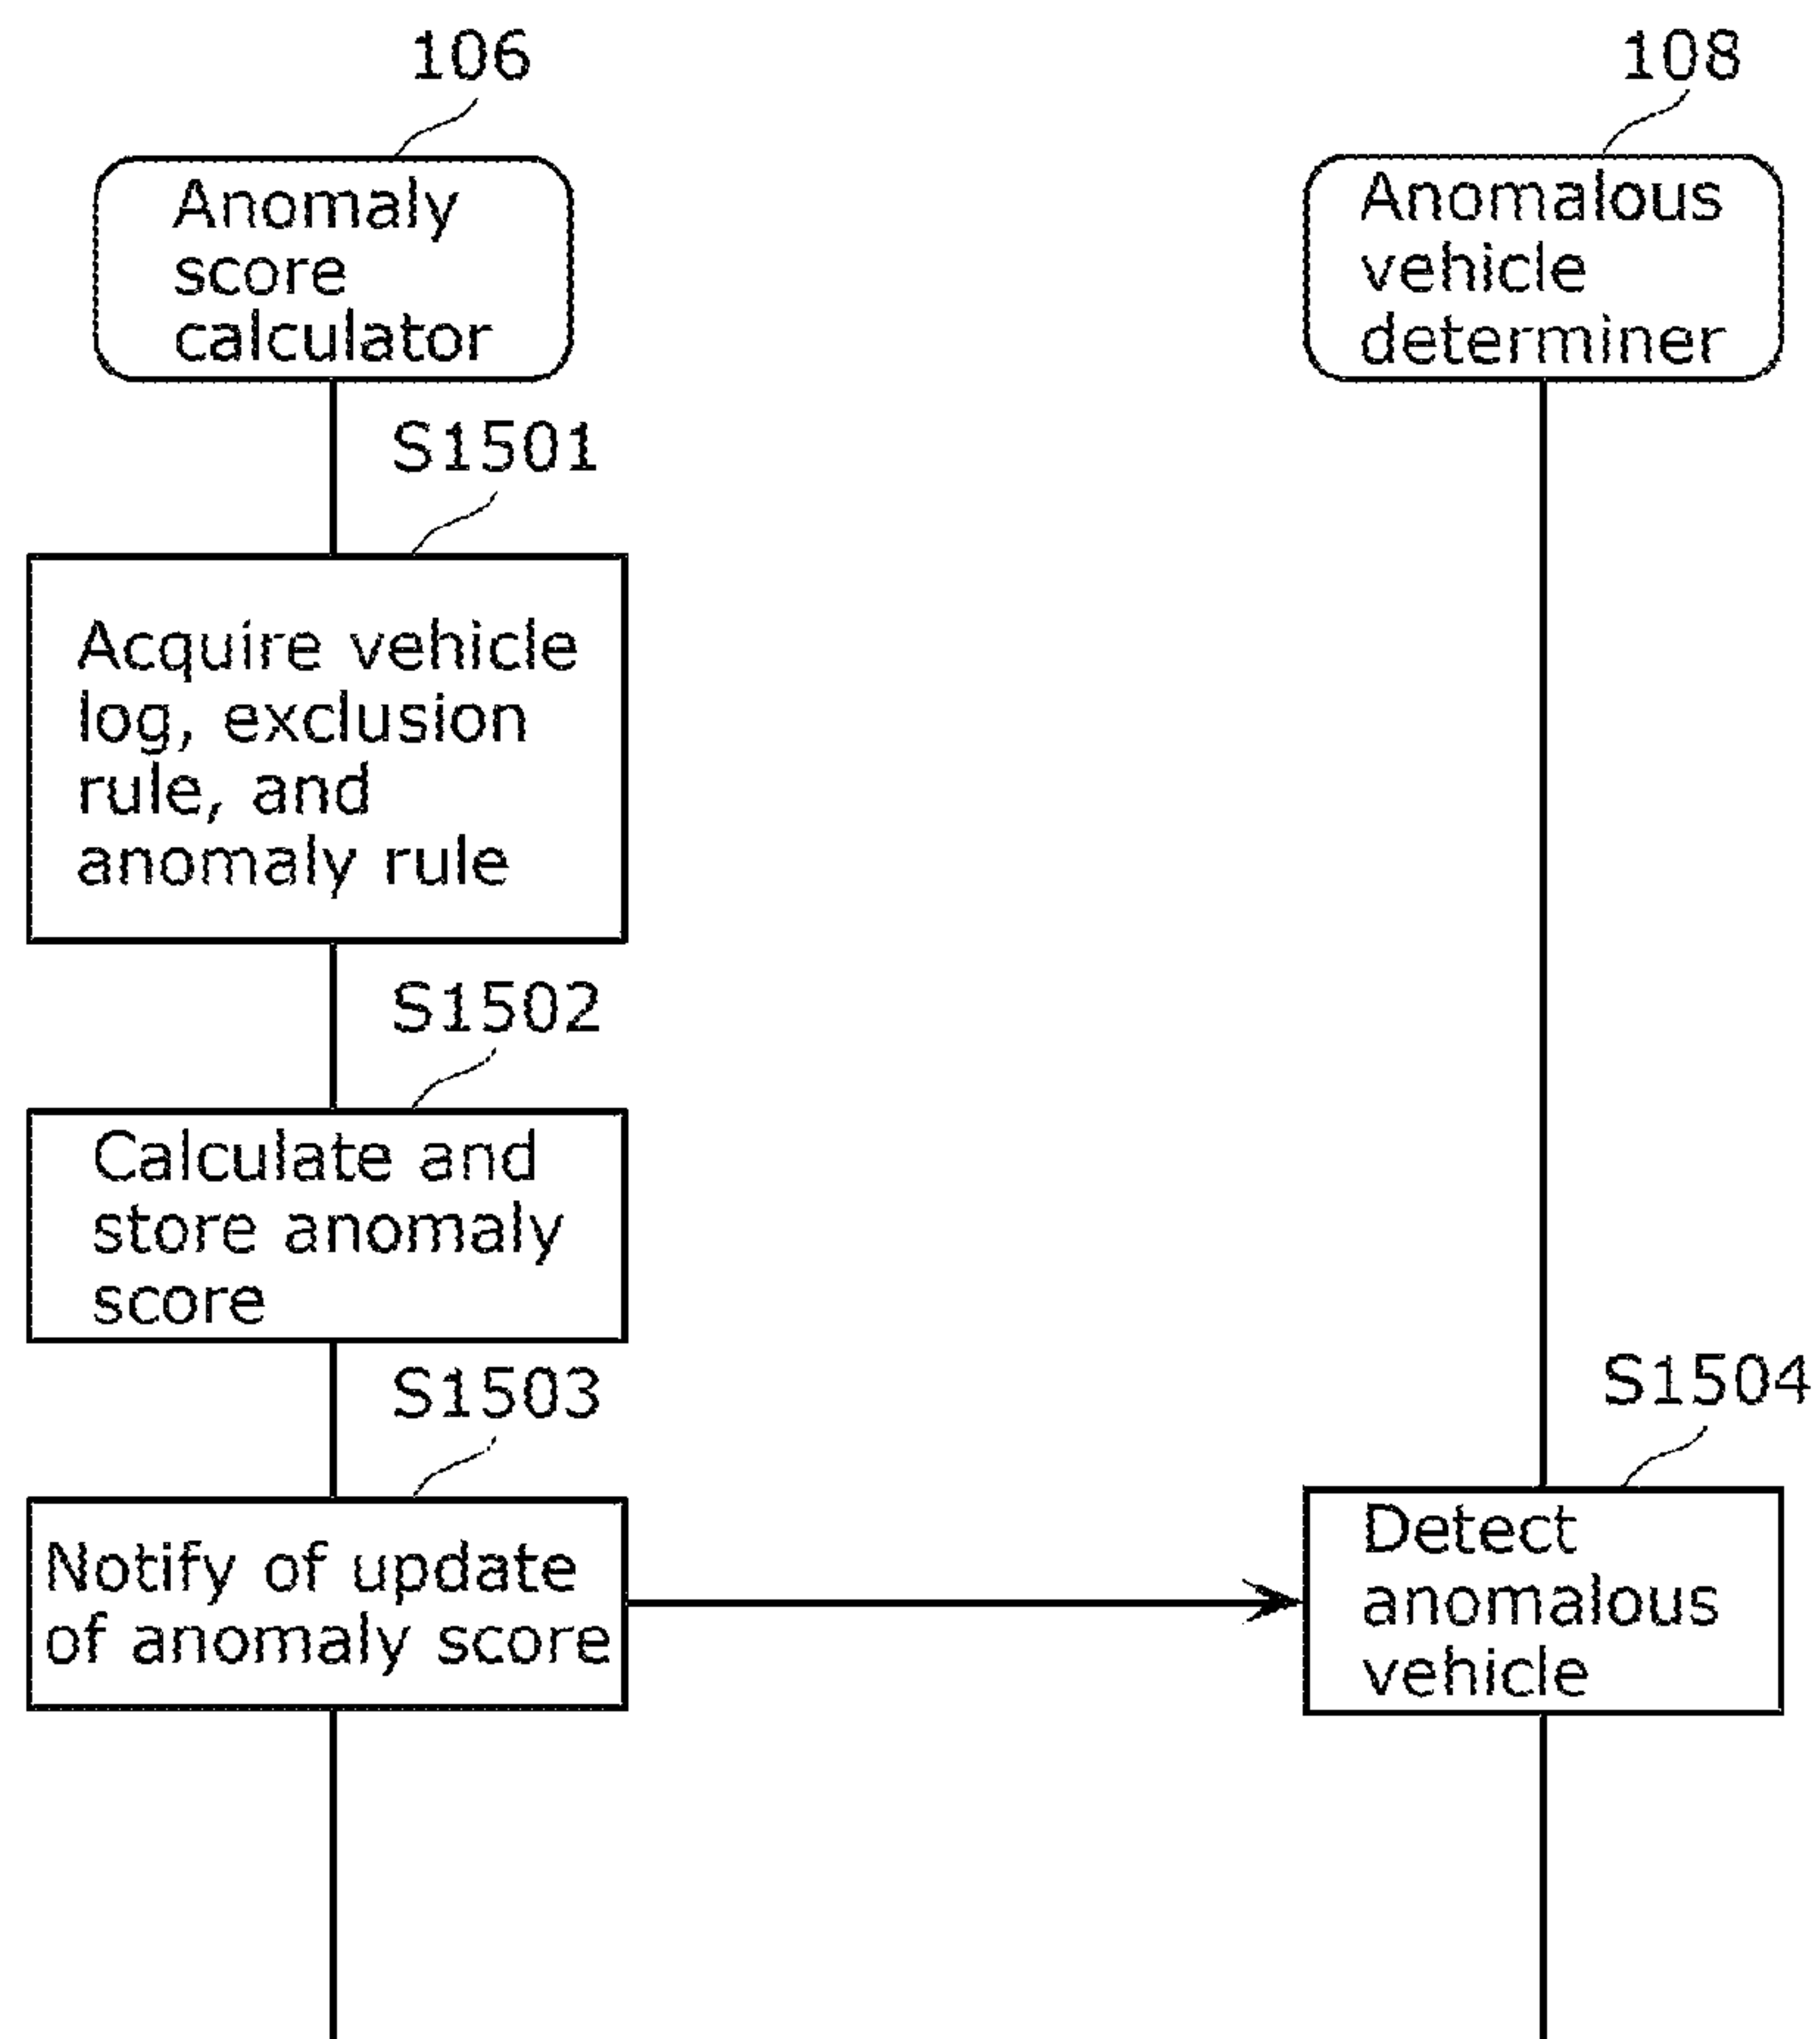 106
Anomaly
score
calculator
108
Anomalous
vehicle
determiner
S1501
Acquire vehicle
log, exclusion
rule, and
anomaly rule
S1502
Calculate and
store anomaly
score
S1503
Notify of update
of anomaly score
S1504
Detect
anomalous
vehicle